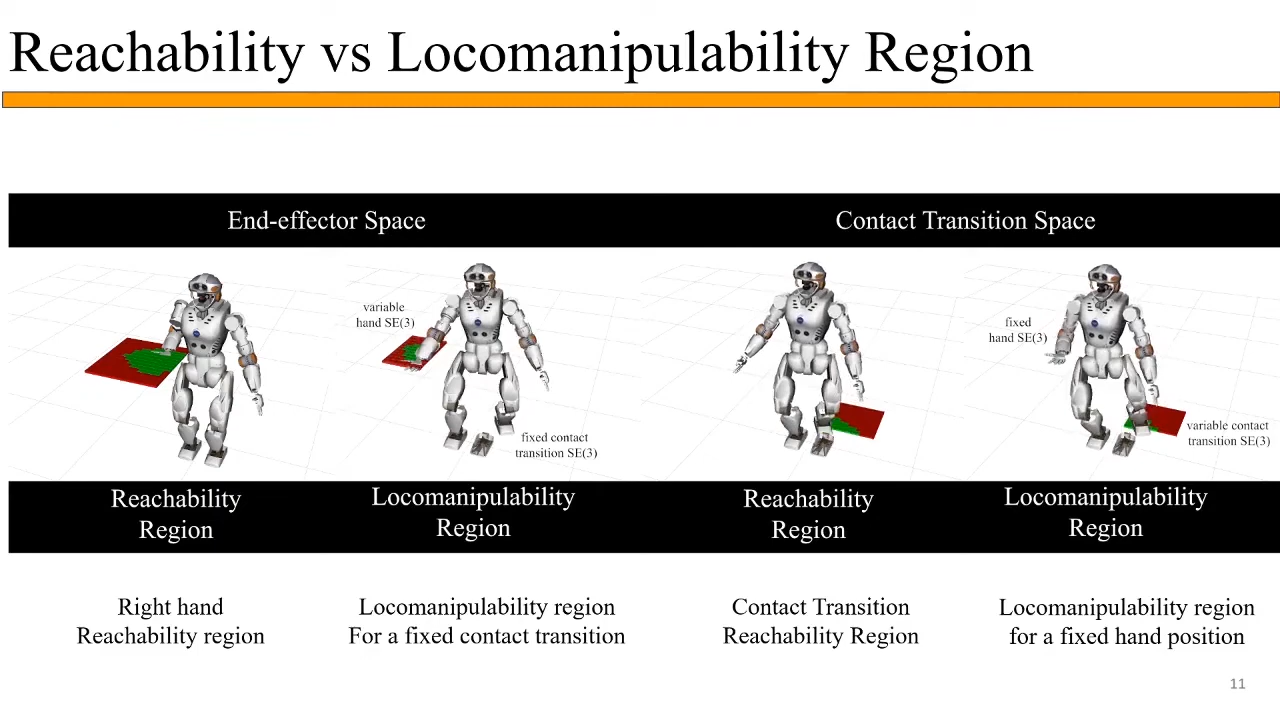 Reachability vs Locomanipulability Region
End-effector Space
Contact Transition Space
variable
hand SE(3)
fixed contact
transition SE(3)
fixed
hand SE(3)
variable contact
transition SE(3)
Reachability
Region
Locomanipulability
Region
Reachability
Region
Locomanipulability
Region
Right hand
Reachability region
Locomanipulability region
For a fixed contact transition
Contact Transition
Reachability Region
Locomanipulability region
for a fixed hand position
11